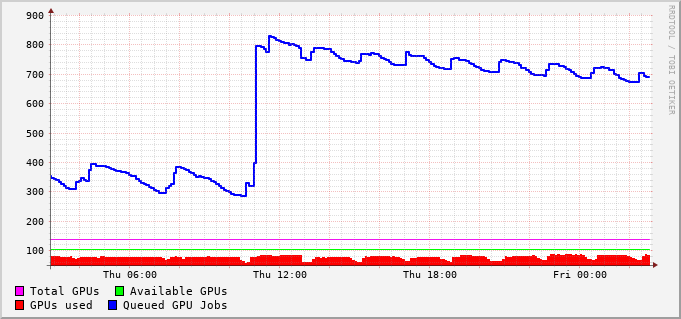 900
800
700
600
500
400
300
200
100
Thu 06:00 Thu 12:00 Thu 18:00 Fri 00:00
Total GPUs Available GPUs
GPUs used Queued GPU Jobs
RRDTOOL / TOBI OETIKER